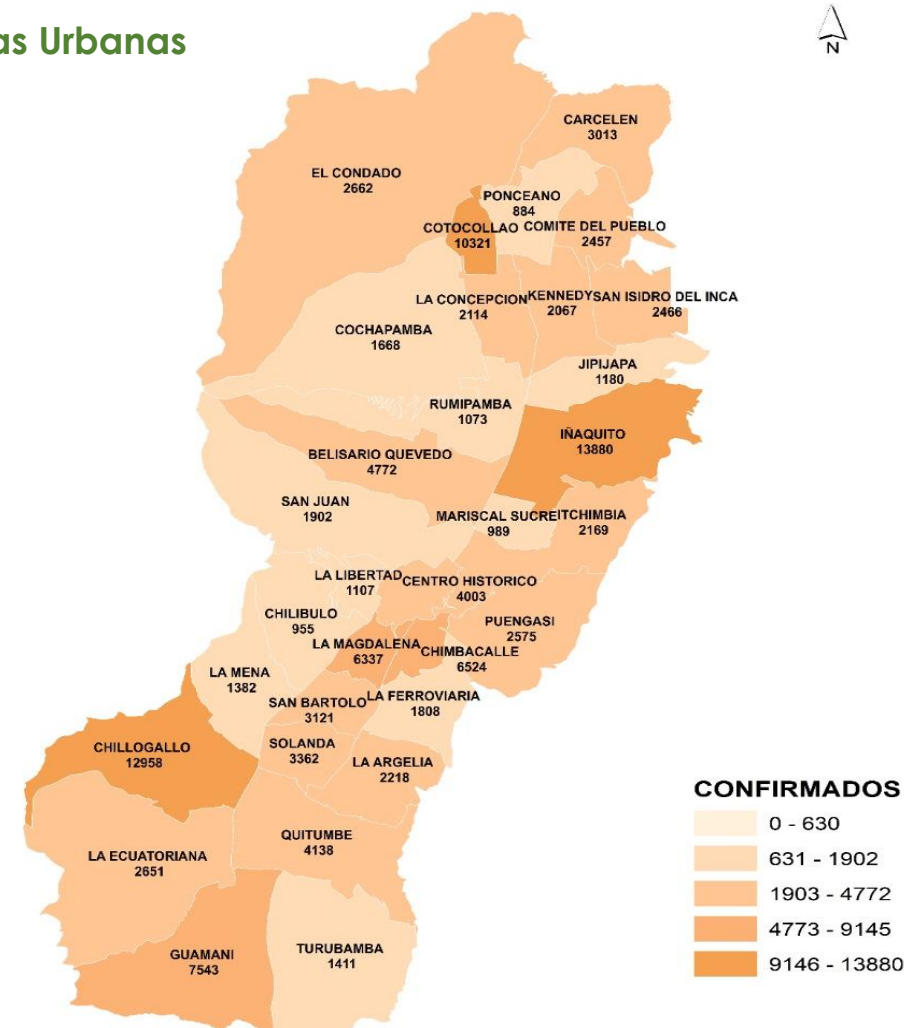 as Urbanas
N
CARCELEN
3013
EL CONDADO
2662
PONCEANO
884
COTOCOLLAO
10321
COMITE DEL PUEBLO
2457
LA CONCEPCION
2114
KENNEDY
2067
SAN ISIDRO DEL INCA
2466
COCHAPAMBA
1668
JIPIJAPA
1180
RUMIPAMBA
1073
IÑAQUITO
13880
BELISARIO QUEVEDO
4772
SAN JUAN
1902
MARISCAL SUCRE
989
ITCHIMBIA
2169
LA LIBERTAD
1107
CENTRO HISTORICO
4003
CHILIBULO
955
PUENGASI
2575
LA MAGDALENA
6337
CHIMBACALLE
6524
LA MENA
1382
SAN BARTOLO
3121
LA FERROVIARIA
1808
CHILLOGALLO
12958
SOLANDA
3362
LA ARGELIA
2218
QUITUMBE
4138
LA ECUATORIANA
2651
GUAMANI
7543
TURUBAMBA
1411
CONFIRMADOS
0 - 630
631 - 1902
1903 - 4772
4773 - 9145
9146 - 13880